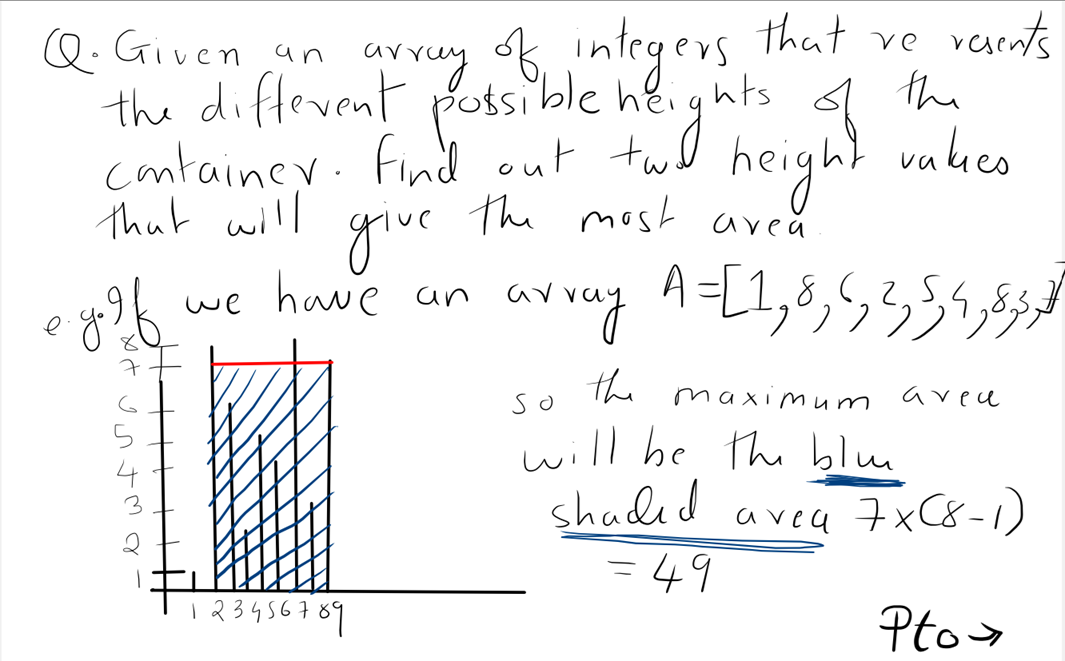 Q. Given an array of integers that re resents
the different possible heights of the
container. Find out two height values
that will give the most area.
e.g. If we have an array A=[1,8,6,2,5,4,8,3,7]
8
7
6
5
4
3
2
1
1 2 3 4 5 6 7 8 9
so the maximum area
will be the blue
shaded area 7x(8-1)
= 49
Pto→